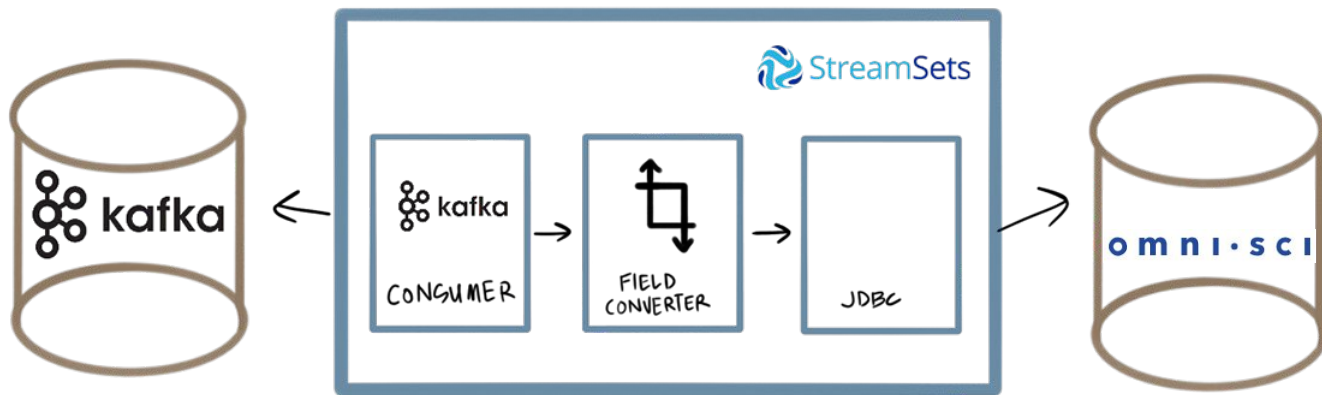 StreamSets
kafka
kafka
CONSUMER
FIELD
CONVERTER
JDBC
omni·sci